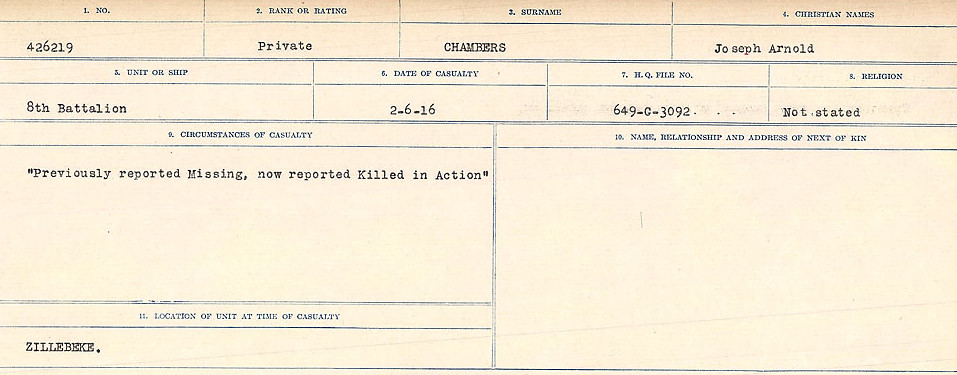 1. NO.
2. RANK OR RATING
3. SURNAME
4. CHRISTIAN NAMES
426219
Private
CHAMBERS
Joseph Arnold
5. UNIT OR SHIP
6. DATE OF CASUALTY
7. H.Q. FILE NO.
8. RELIGION
8th Battalion
2-6-16
649-C-3092
Not stated
9. CIRCUMSTANCES OF CASUALTY
10. NAME, RELATIONSHIP AND ADDRESS OF NEXT OF KIN
"Previously reported Missing, now reported Killed in Action"
11. LOCATION OF UNIT AT TIME OF CASUALTY
ZILLEBEKE.